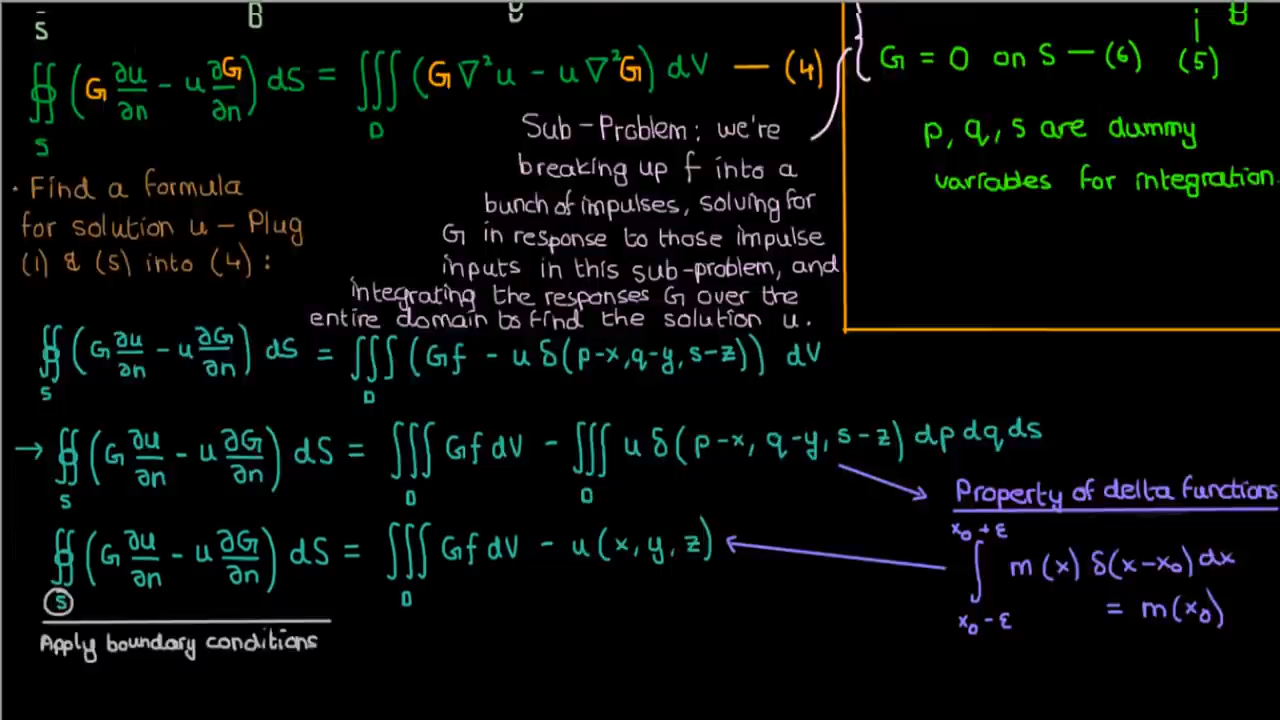 S B
G = 0 on S — (6) (5)
∯_S (G ∂u/∂n − u ∂G/∂n) dS = ∭_D (G ∇²u − u ∇²G) dV — (4)
p, q, s are dummy
variables for integration.
Sub-Problem: we're
breaking up f into a
bunch of impulses, solving for
G in response to those impulse
inputs in this sub-problem, and
integrating the responses G over the
entire domain to find the solution u.
· Find a formula
for solution u – Plug
(1) & (5) into (4) :
∯_S (G ∂u/∂n − u ∂G/∂n) dS = ∭_D (Gf − u δ(p-x, q-y, s-z)) dV
→ ∯_S (G ∂u/∂n − u ∂G/∂n) dS = ∭_D Gf dV − ∭_D u δ(p-x, q-y, s-z) dp dq ds
Property of delta functions
∯_S (G ∂u/∂n − u ∂G/∂n) dS = ∭_D Gf dV − u(x, y, z)
∫_{x₀-ε}^{x₀+ε} m(x) δ(x-x₀) dx
= m(x₀)
Apply boundary conditions